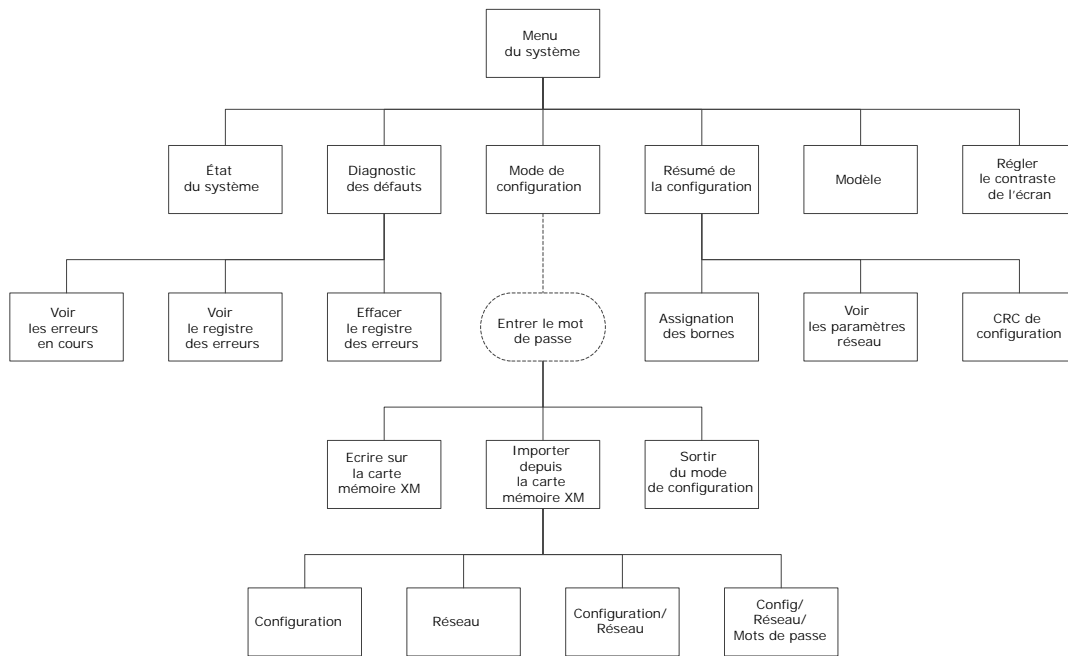 Menu
du système
État
du système
Diagnostic
des défauts
Mode de
configuration
Résumé de
la configuration
Modèle
Régler
le contraste
de l'écran
Voir
les erreurs
en cours
Voir
le registre
des erreurs
Effacer
le registre
des erreurs
Entrer le mot
de passe
Assignation
des bornes
Voir
les paramètres
réseau
CRC de
configuration
Ecrire sur
la carte
mémoire XM
Importer
depuis
la carte
mémoire XM
Sortir
du mode
de configuration
Configuration
Réseau
Configuration/
Réseau
Config/
Réseau/
Mots de passe